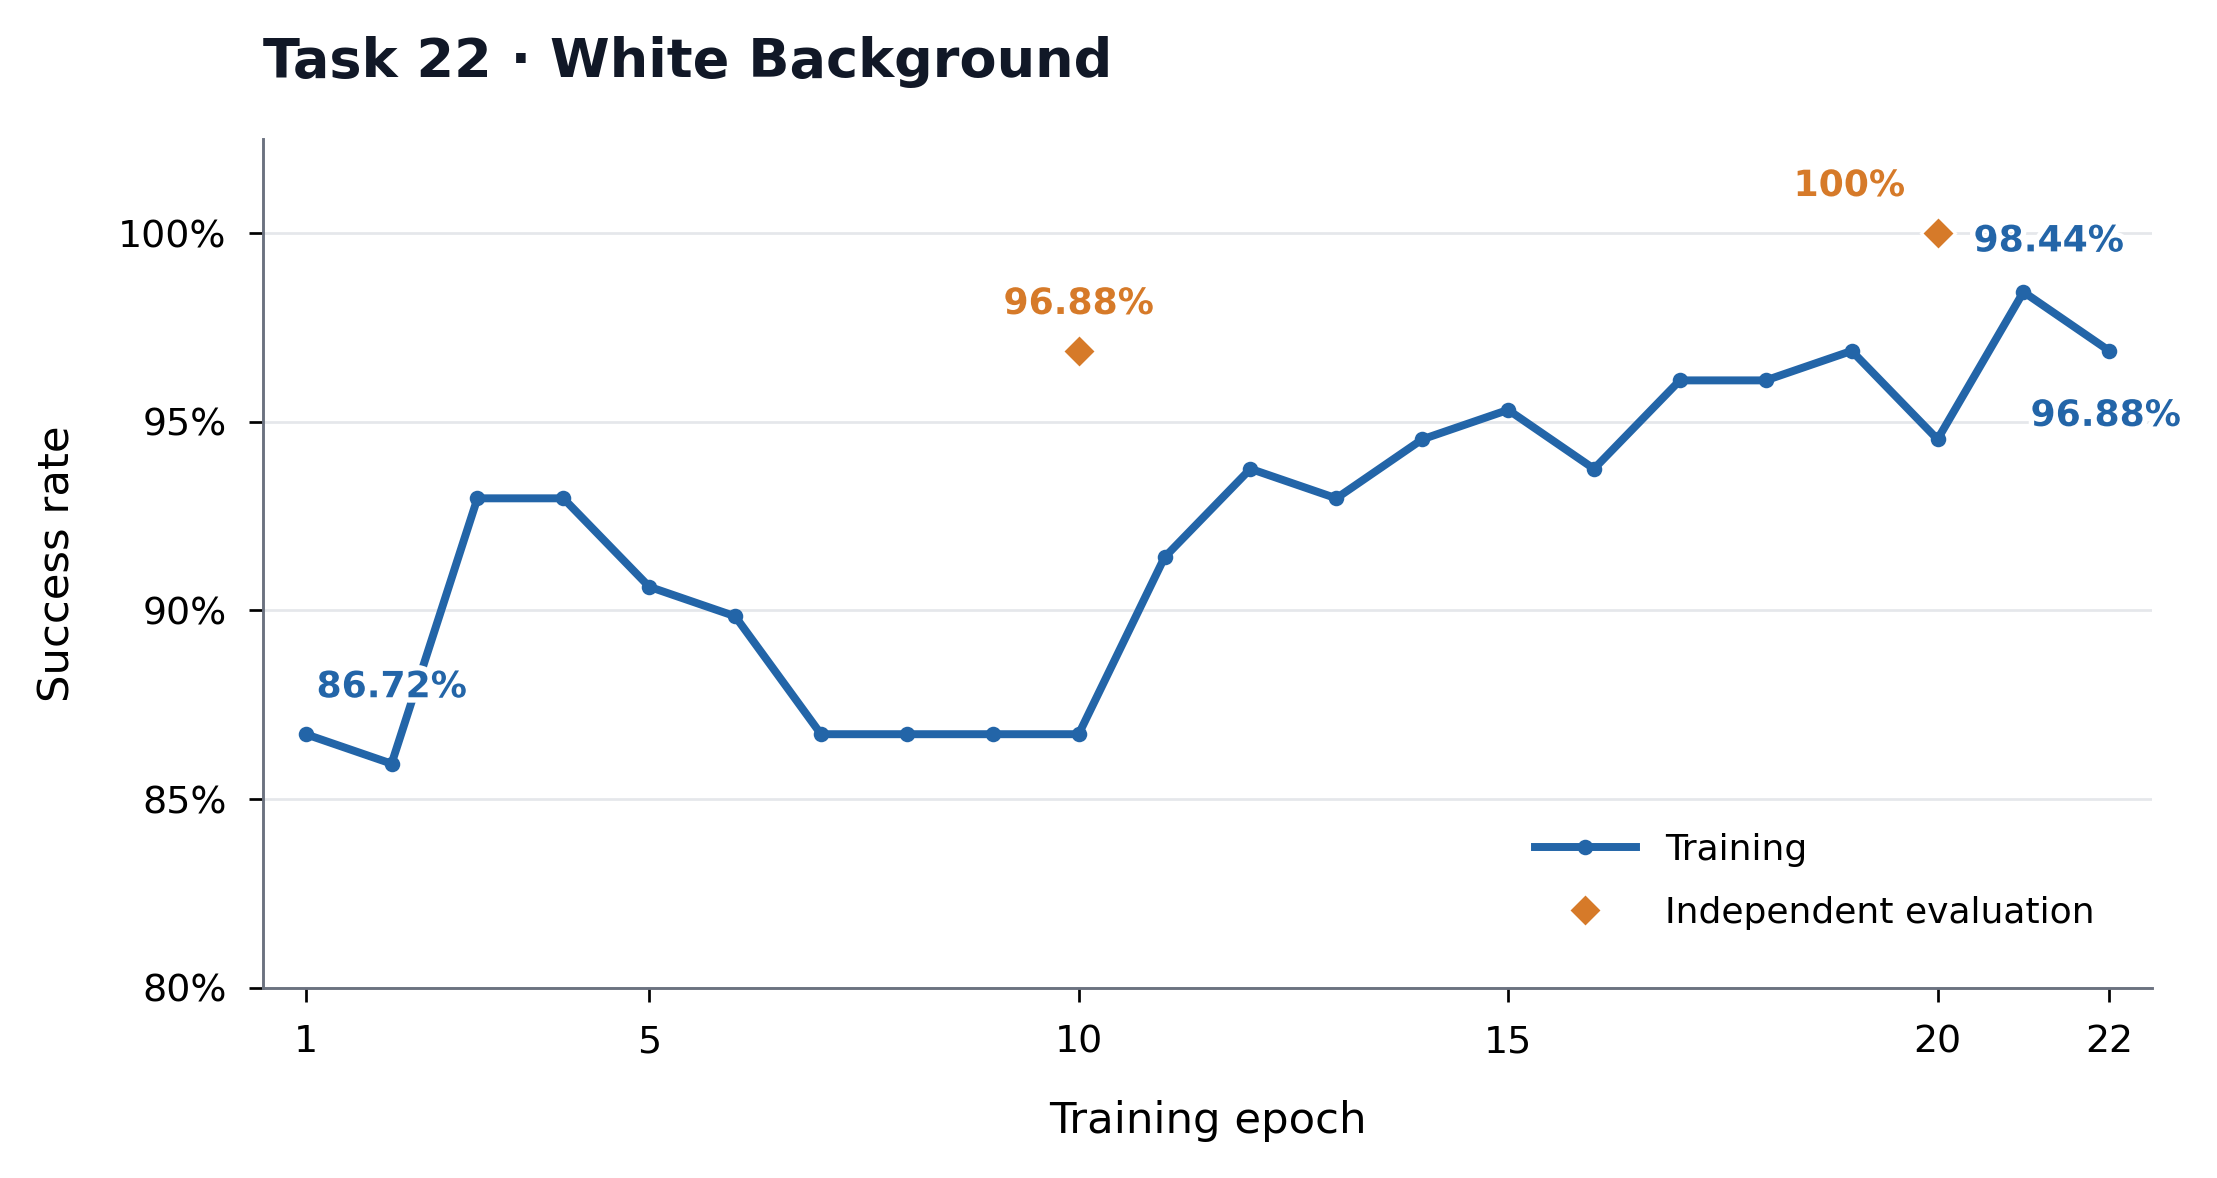 Task 22 · White Background
Success rate
100%
95%
90%
85%
80%
100%
98.44%
96.88%
96.88%
86.72%
Training
Independent evaluation
1 5 10 15 20 22
Training epoch